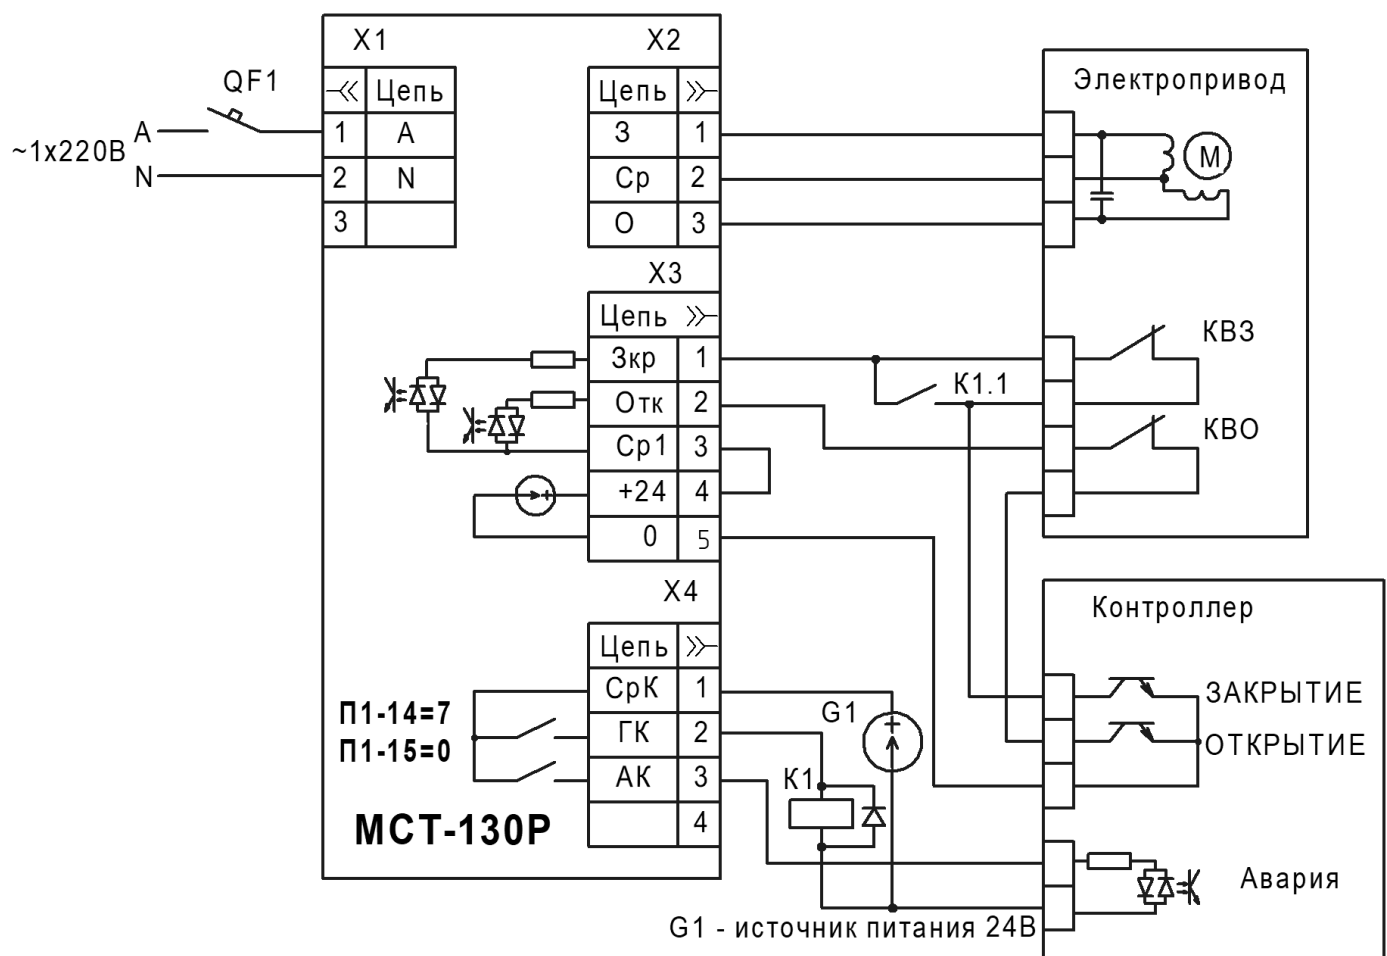 X1
X2
QF1
Цепь
Цепь
Электропривод
A
1
A
З
1
~1x220В
M
N
2
N
Ср
2
3
О
3
X3
Цепь
КВЗ
Зкр
1
К1.1
Отк
2
КВО
Ср1
3
+24
4
0
5
X4
Контроллер
Цепь
СрК
1
ЗАКРЫТИЕ
П1-14=7
G1
ГК
2
ОТКРЫТИЕ
П1-15=0
+
К1
АК
3
МСТ-130Р
4
Авария
G1 - источник питания 24В